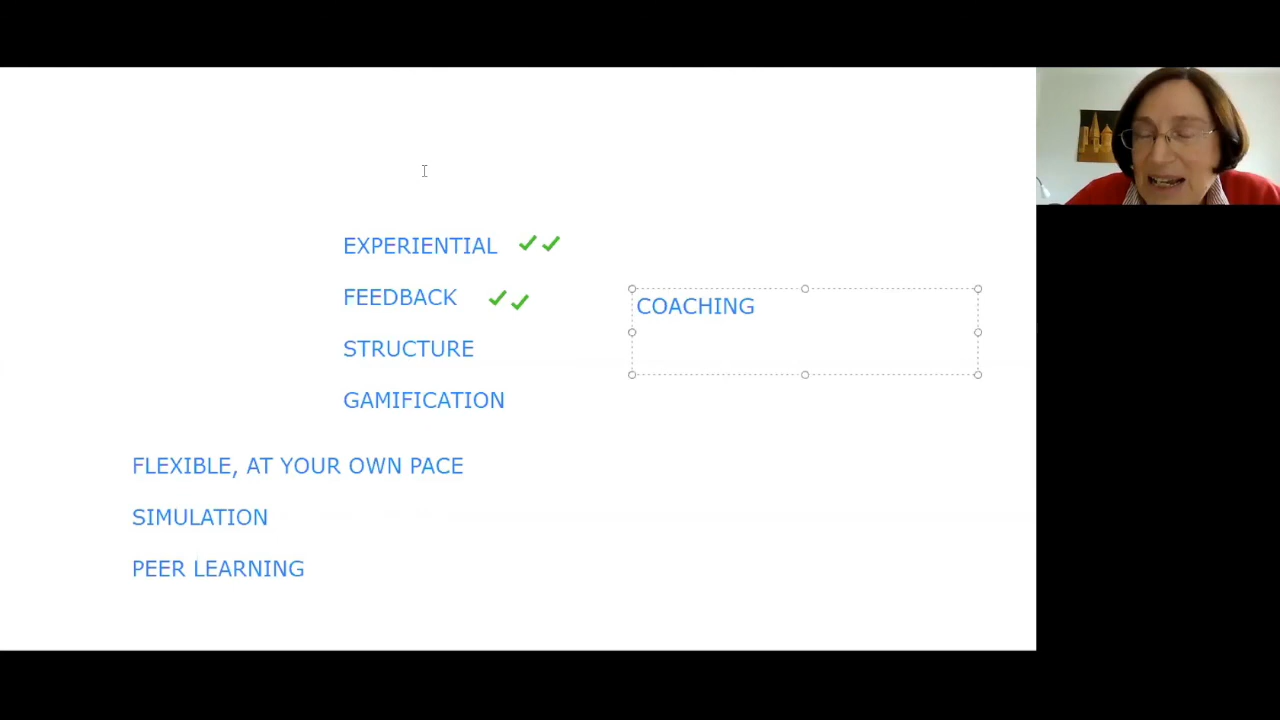 EXPERIENTIAL
FEEDBACK
COACHING
STRUCTURE
GAMIFICATION
FLEXIBLE, AT YOUR OWN PACE
SIMULATION
PEER LEARNING